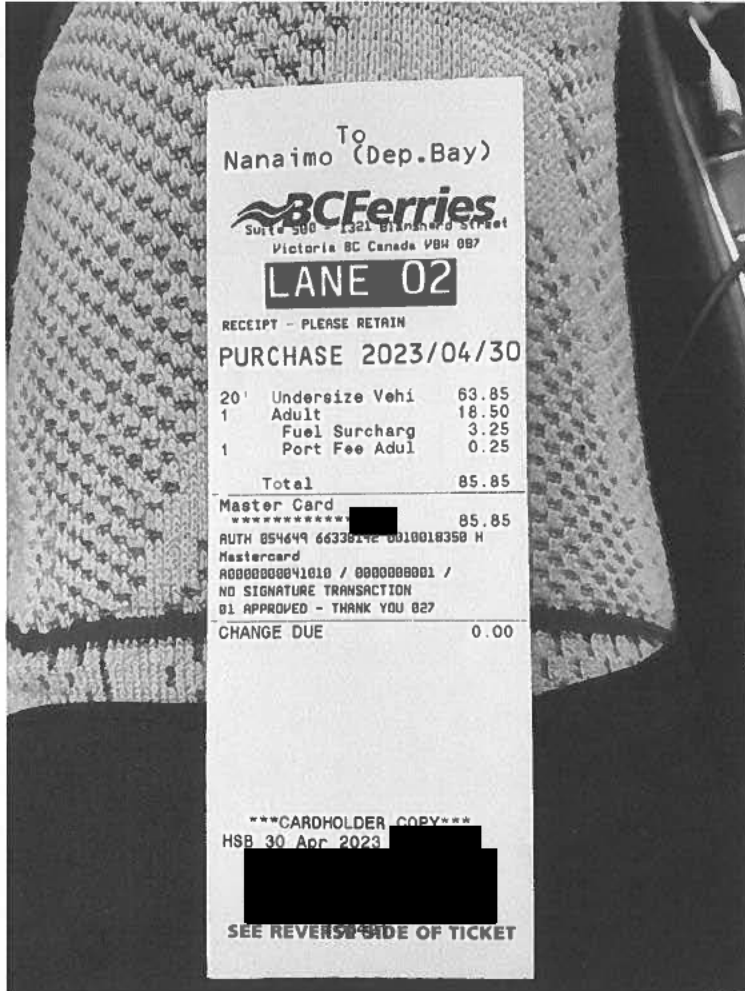 To
Nanaimo (Dep.Bay)
BCFerries
Suite 500 - 1321 Blanshard Street
Victoria BC Canada V8W 0B7
LANE 02
RECEIPT - PLEASE RETAIN
PURCHASE 2023/04/30
20' Undersize Vehi 63.85
1 Adult 18.50
Fuel Surcharg 3.25
1 Port Fee Adul 0.25
Total 85.85
Master Card
************* 85.85
AUTH 054649 66338142 0010018350 H
Mastercard
A0000000041010 / 0000008001 /
NO SIGNATURE TRANSACTION
01 APPROVED - THANK YOU 027
CHANGE DUE 0.00
***CARDHOLDER COPY***
HSB 30 Apr 2023
SEE REVERSE SIDE OF TICKET